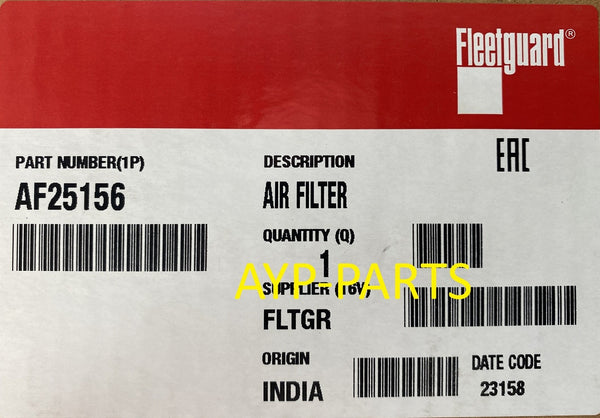 Fleetguard®
EAC
PART NUMBER(1P)
AF25156
DESCRIPTION
AIR FILTER
QUANTITY (Q)
1
SUPPLIER (16V)
AYP-PARTS
FLTGR
ORIGIN
INDIA
DATE CODE
23158